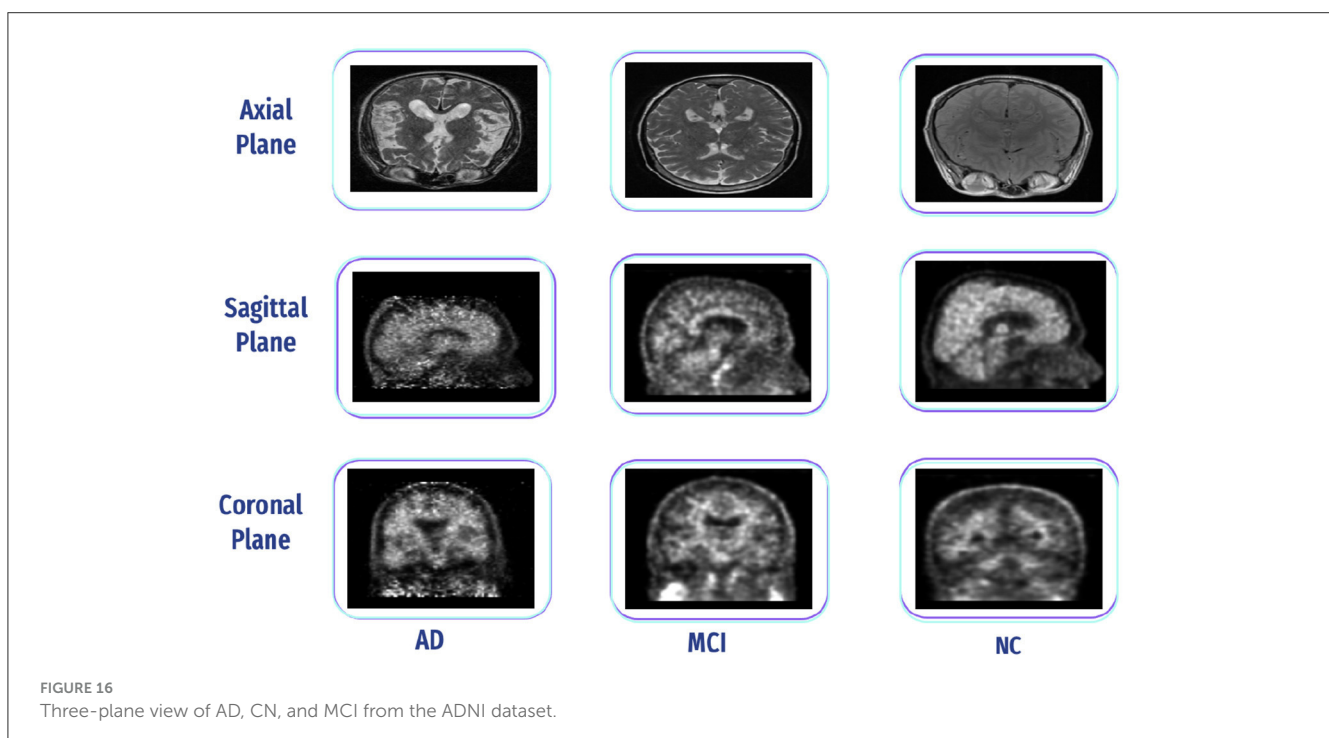 Axial
Plane
Sagittal
Plane
Coronal
Plane
AD
MCI
NC
FIGURE 16
Three-plane view of AD, CN, and MCI from the ADNI dataset.